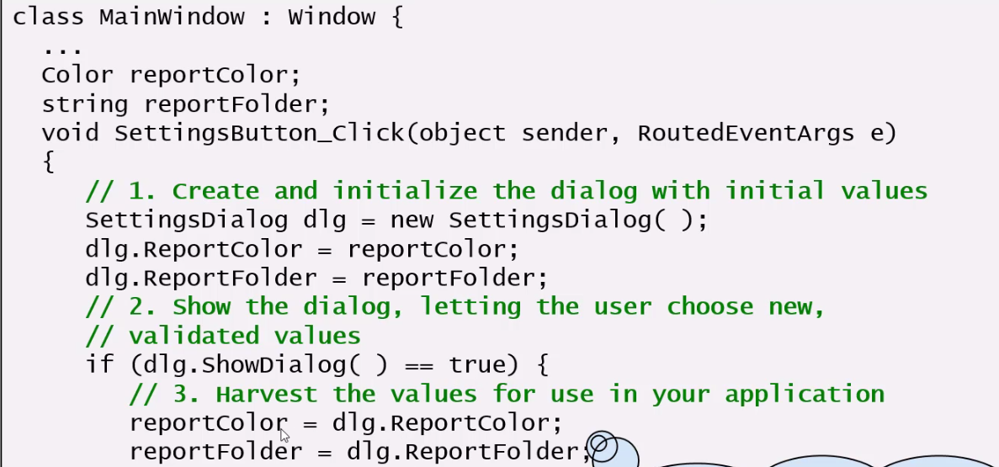 class MainWindow : Window {
...
Color reportColor;
string reportFolder;
void SettingsButton_Click(object sender, RoutedEventArgs e)
{
// 1. Create and initialize the dialog with initial values
SettingsDialog dlg = new SettingsDialog( );
dlg.ReportColor = reportColor;
dlg.ReportFolder = reportFolder;
// 2. Show the dialog, letting the user choose new,
// validated values
if (dlg.ShowDialog( ) == true) {
// 3. Harvest the values for use in your application
reportColor = dlg.ReportColor;
reportFolder = dlg.ReportFolder;